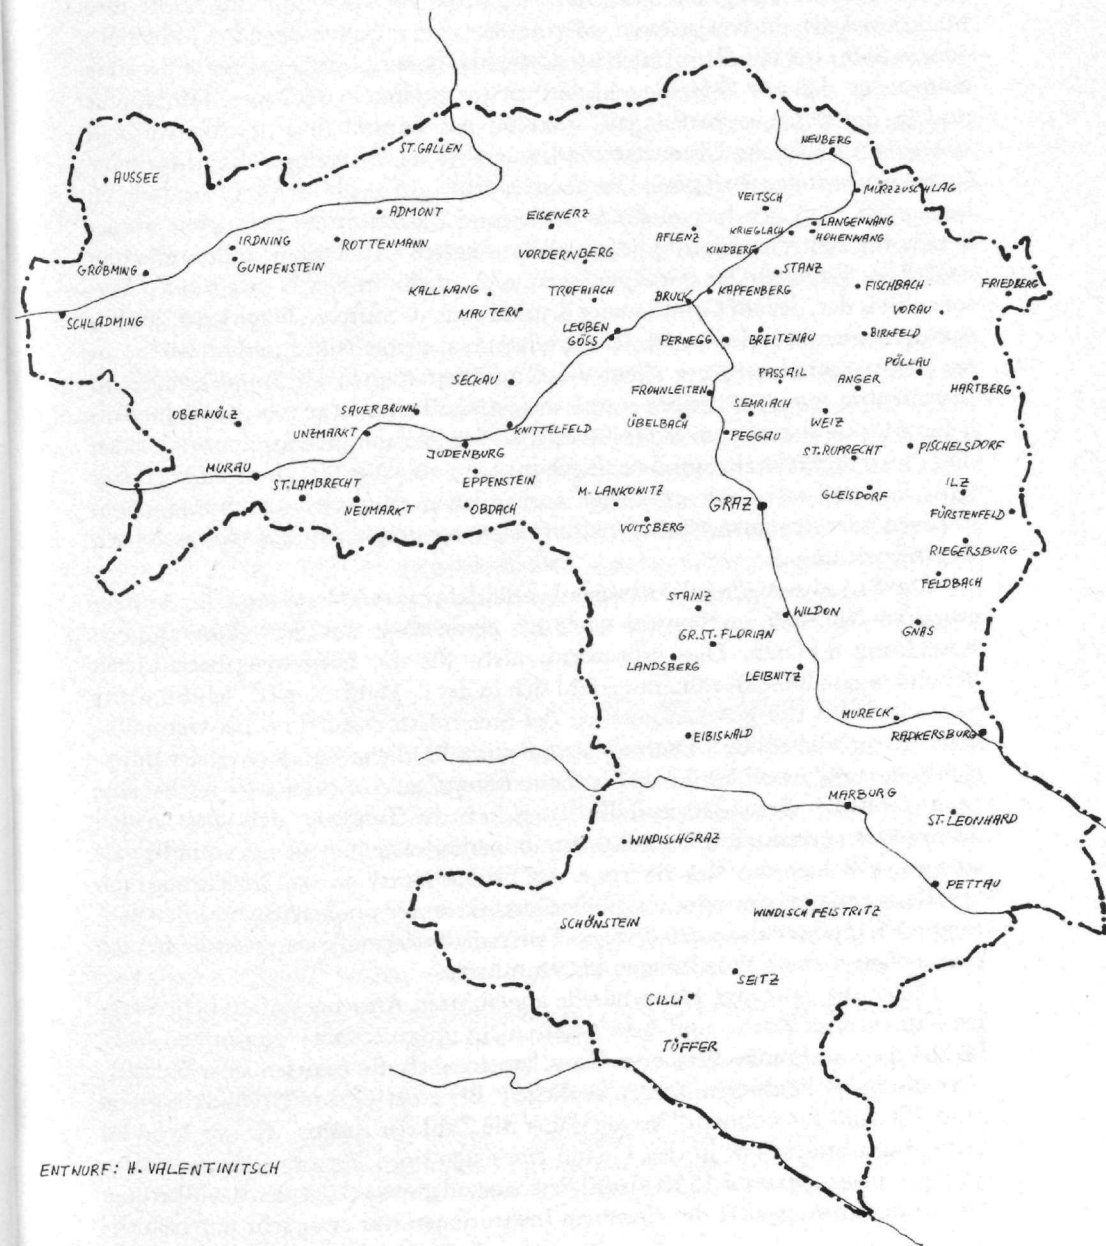 ST.GALLEN
NEUBERG
AUSSEE
MÜRZZUSCHLAG
VEITSCH
ADMONT
EISENERZ
LANGENWANG
KRIEGLACH
AFLENZ
HOHENWANG
IRDNING
ROTTENMANN
KINDBERG
VORDERNBERG
GUMPENSTEIN
GRÖBMING
STANZ
KALLWANG
TROFAIACH
BRUCK
KAPFENBERG
FISCHBACH
FRIEDBERG
MAUTERN
VORAU
SCHLADMING
LEOBEN
GÖSS
PERNEGG
BREITENAU
BIRKFELD
PÖLLAU
PASSAIL
SECKAU
ANGER
FROHNLEITEN
HARTBERG
OBERWÖLZ
SAUERBRUNN
SEMRIACH
ÜBELBACH
WEIZ
UNZMARKT
KNITTELFELD
PEGGAU
PISCHELSDORF
JUDENBURG
ST.RUPRECHT
MURAU
EPPENSTEIN
ST.LAMBRECHT
ILZ
M. LANKOWITZ
GLEISDORF
NEUMARKT
OBDACH
GRAZ
FÜRSTENFELD
VOITSBERG
RIEGERSBURG
FELDBACH
STAINZ
WILDON
GNAS
GR.ST. FLORIAN
LANDSBERG
LEIBNITZ
MURECK
RADKERSBURG
EIBISWALD
MARBURG
ST.LEONHARD
WINDISCHGRAZ
PETTAU
WINDISCH FEISTRITZ
SCHÖNSTEIN
SEITZ
CILLI
TÜFFER
ENTWURF: H. VALENTINITSCH